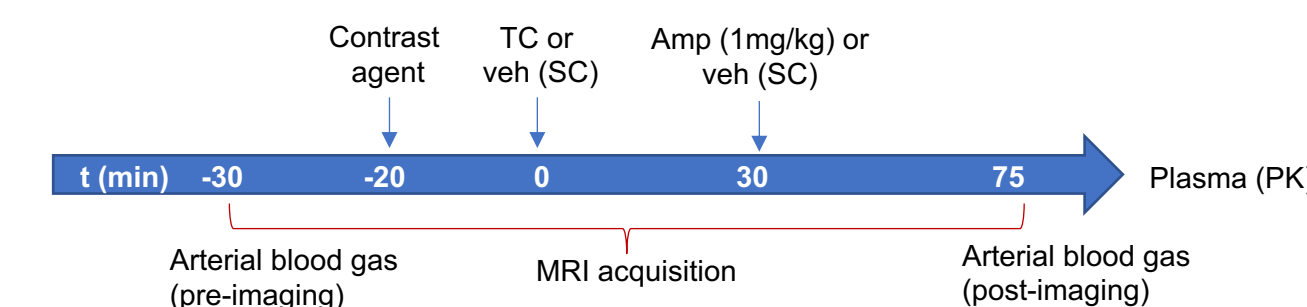 Contrast
agent
TC or
veh (SC)
Amp (1mg/kg) or
veh (SC)
t (min) -30 -20 0 30 75
Plasma (PK)
Arterial blood gas
(pre-imaging)
MRI acquisition
Arterial blood gas
(post-imaging)